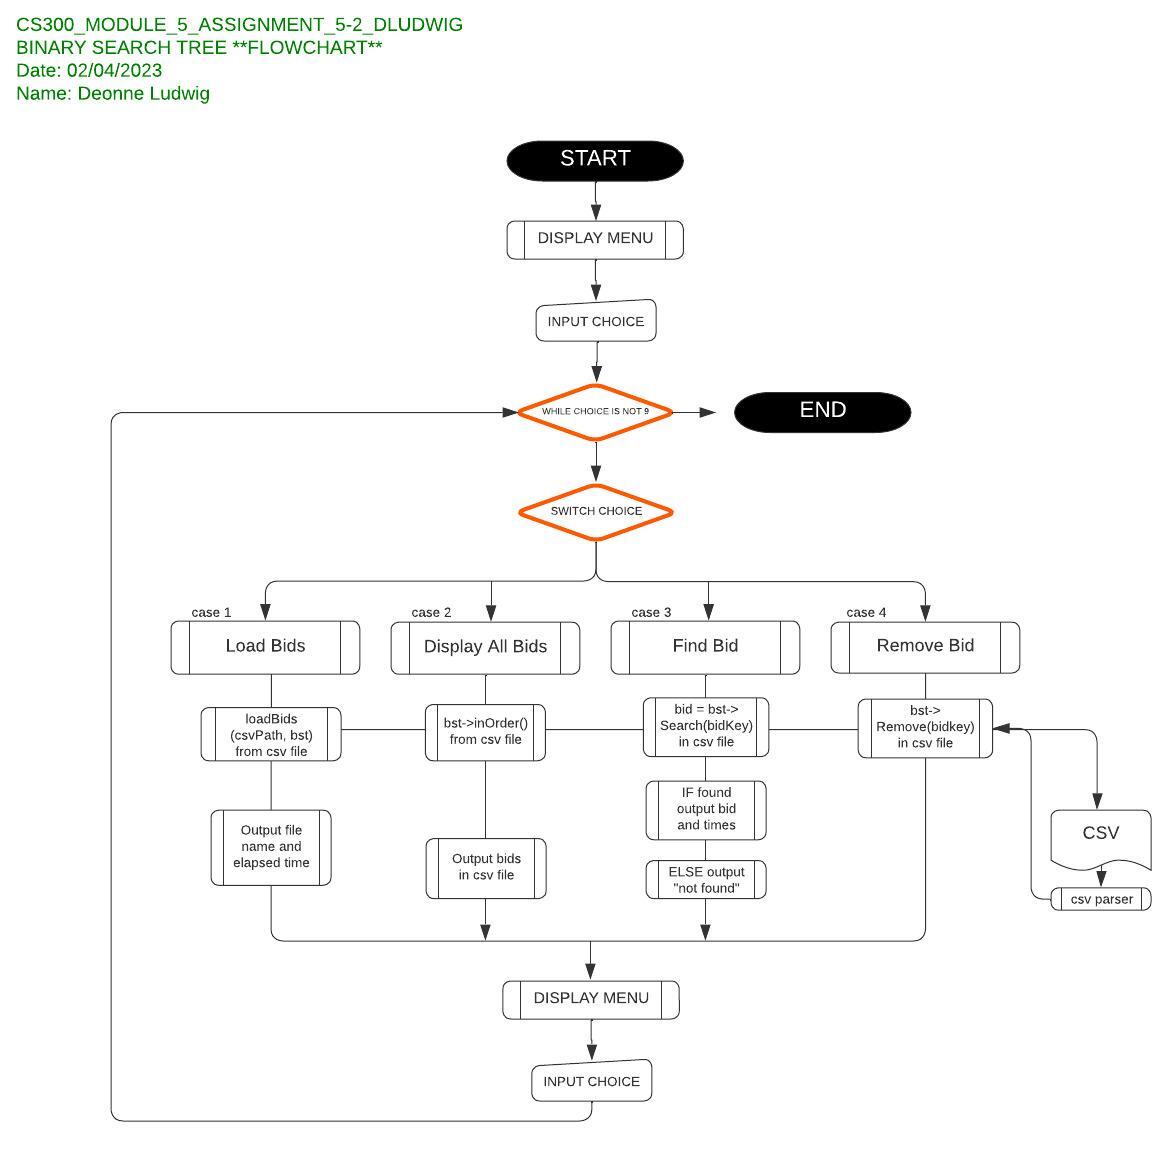 CS300_MODULE_5_ASSIGNMENT_5-2_DLUDWIG
BINARY SEARCH TREE **FLOWCHART**
Date: 02/04/2023
Name: Deonne Ludwig
START
DISPLAY MENU
INPUT CHOICE
WHILE CHOICE IS NOT 9
END
SWITCH CHOICE
case 1
Load Bids
loadBids
(csvPath, bst)
from csv file
Output file
name and
elapsed time
case 2
Display All Bids
bst->inOrder()
from csv file
Output bids
in csv file
case 3
Find Bid
bid = bst->
Search(bidKey)
in csv file
IF found
output bid
and times
ELSE output
"not found"
case 4
Remove Bid
bst->
Remove(bidkey)
in csv file
CSV
csv parser
DISPLAY MENU
INPUT CHOICE